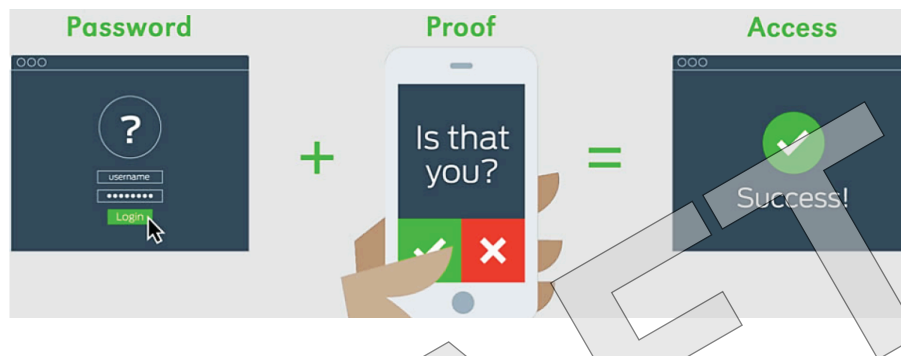 Password
Proof
Access
?
username
••••••••
Login
+
Is that
you?
=
Success!